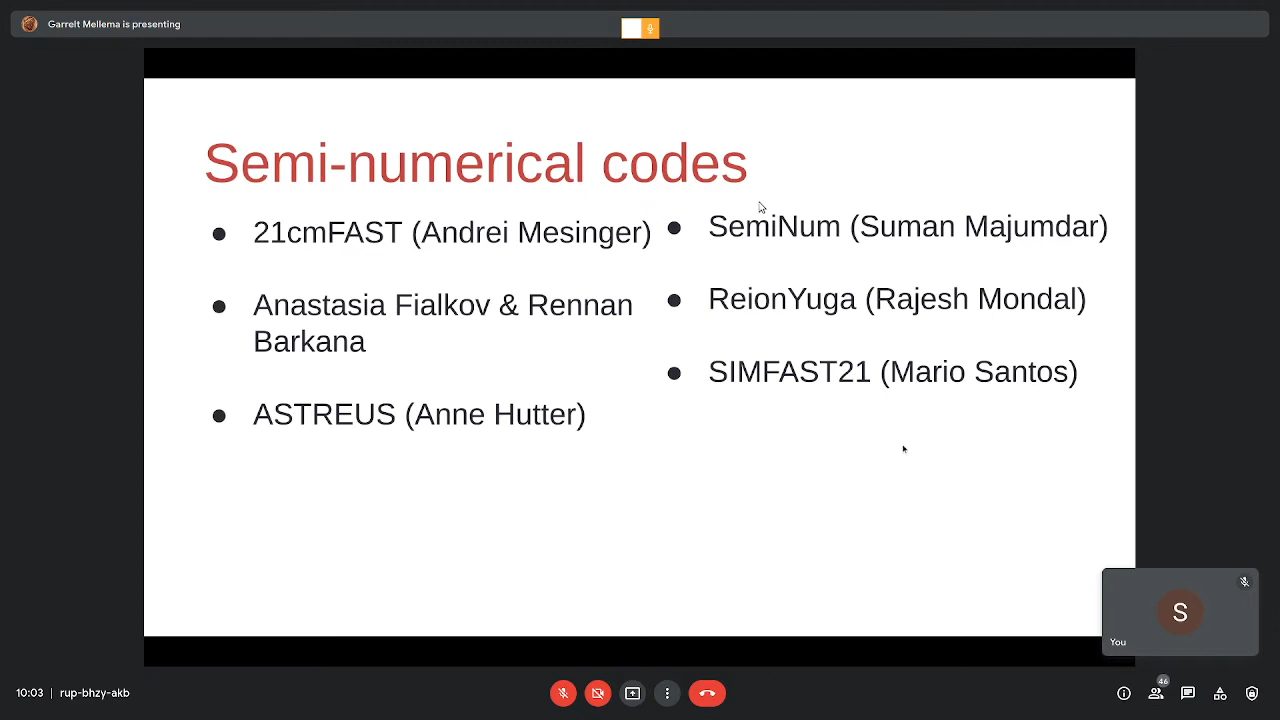 Garrelt Mellema is presenting
Semi-numerical codes
● 21cmFAST (Andrei Mesinger)
● Anastasia Fialkov & Rennan
Barkana
● ASTREUS (Anne Hutter)
● SemiNum (Suman Majumdar)
● ReionYuga (Rajesh Mondal)
● SIMFAST21 (Mario Santos)
S
You
10:03 | rup-bhzy-akb
46